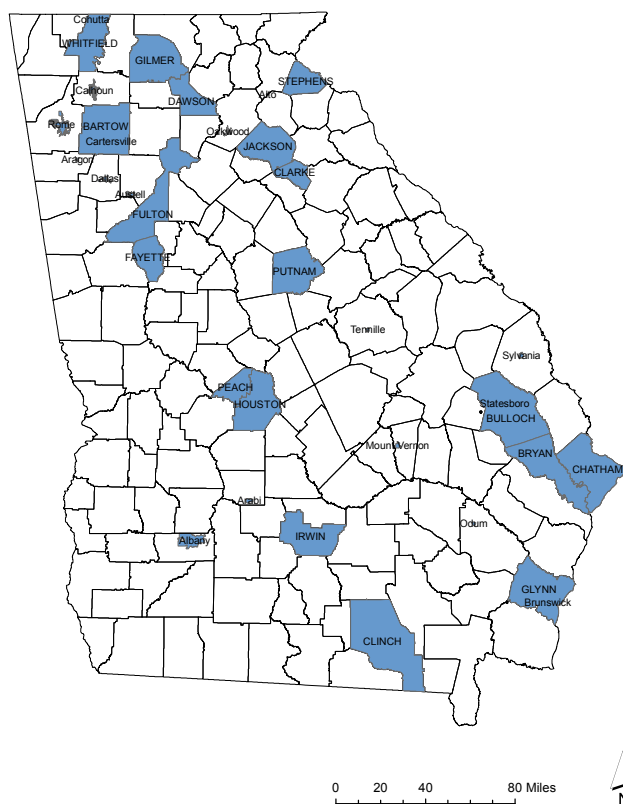 Cohutta
WHITFIELD
GILMER
STEPHENS
Calhoun
Alto
DAWSON
Rome
BARTOW
Oakwood
Cartersville
JACKSON
Aragon
CLARKE
Dallas
Austell
FULTON
FAYETTE
PUTNAM
Tennille
Sylvania
PEACH
HOUSTON
Statesboro
BULLOCH
Mount Vernon
BRYAN
CHATHAM
Arabi
Odum
IRWIN
Albany
GLYNN
Brunswick
CLINCH
0 20 40 80 Miles
N